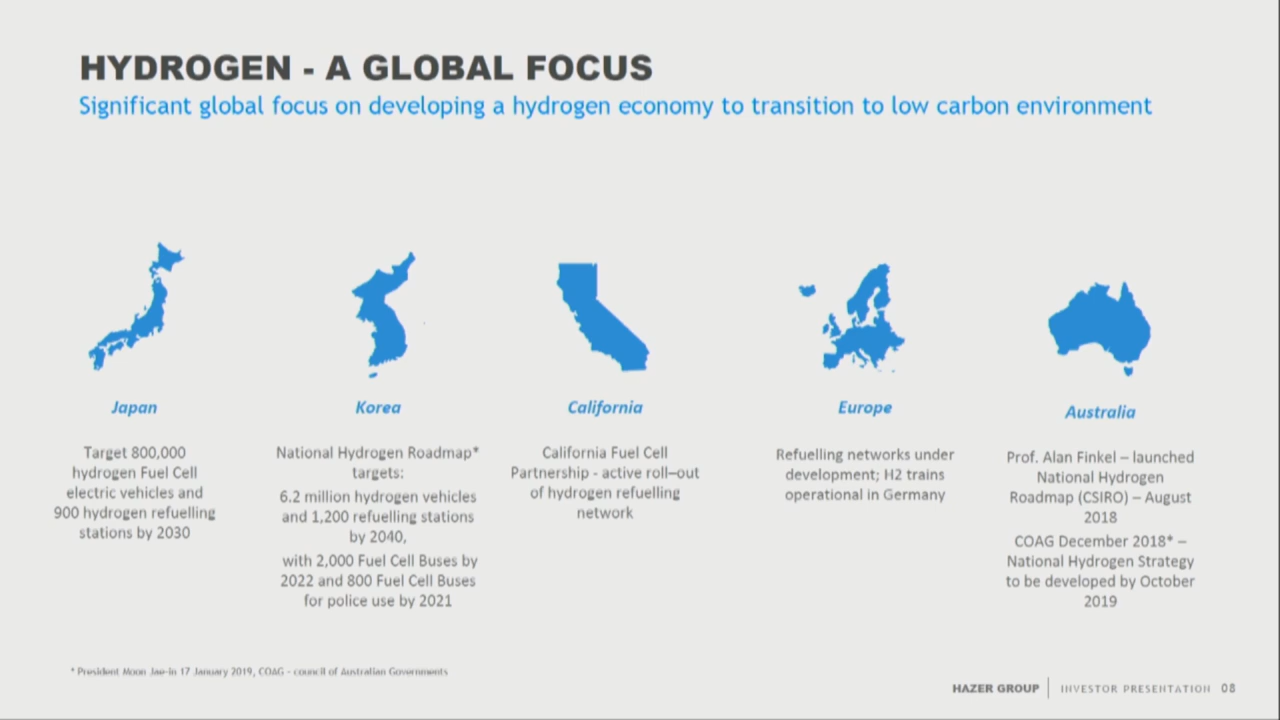 HYDROGEN - A GLOBAL FOCUS
Significant global focus on developing a hydrogen economy to transition to low carbon environment
Japan
Target 800,000
hydrogen Fuel Cell
electric vehicles and
900 hydrogen refuelling
stations by 2030
Korea
National Hydrogen Roadmap*
targets:
6.2 million hydrogen vehicles
and 1,200 refuelling stations
by 2040,
with 2,000 Fuel Cell Buses by
2022 and 800 Fuel Cell Buses
for police use by 2021
California
California Fuel Cell
Partnership - active roll–out
of hydrogen refuelling
network
Europe
Refuelling networks under
development; H2 trains
operational in Germany
Australia
Prof. Alan Finkel – launched
National Hydrogen
Roadmap (CSIRO) – August
2018
COAG December 2018* –
National Hydrogen Strategy
to be developed by October
2019
* President Moon Jae-in 17 January 2019, COAG - council of Australian Governments
HAZER GROUP | INVESTOR PRESENTATION 08